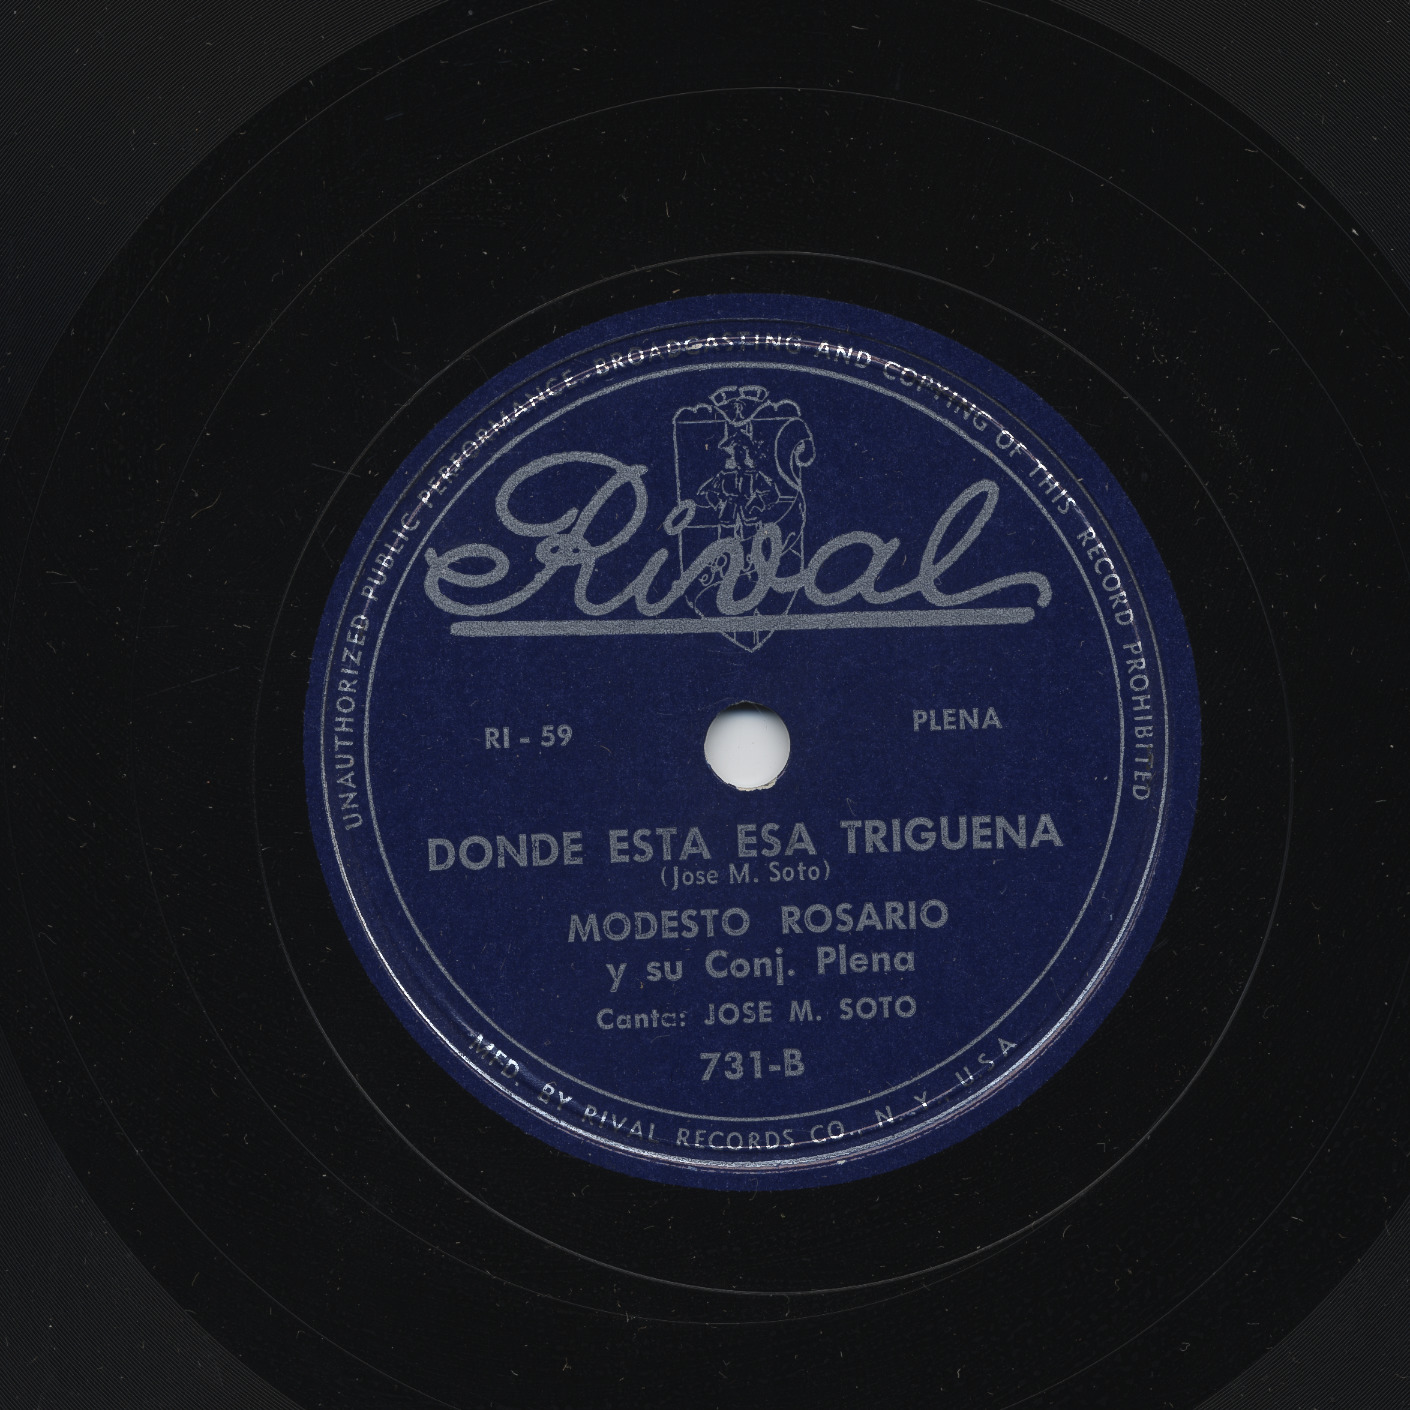 UNAUTHORIZED PUBLIC PERFORMANCE, BROADCASTING AND COPYING OF THIS RECORD PROHIBITED
R
Rival
RI - 59
PLENA
DONDE ESTA ESA TRIGUENA
(Jose M. Soto)
MODESTO ROSARIO
y su Conj. Plena
Canta: JOSE M. SOTO
731-B
MFD. BY RIVAL RECORDS CO., N. Y. U S A